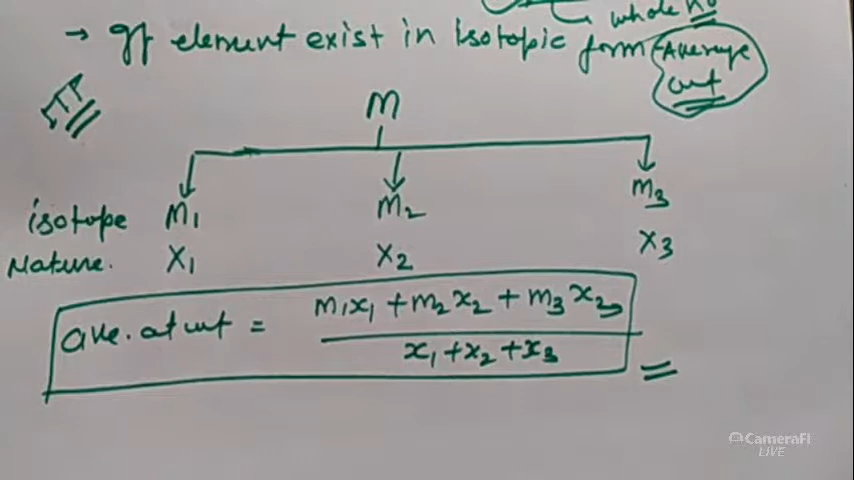 whole no
→ If element exist in isotopic form - Average
wt
ITP
M
isotope M1 M2 M3
Nature. X1 X2 X3
ave. at wt = m1x1 + m2x2 + m3x3
x1 + x2 + x3
CameraFI
LIVE